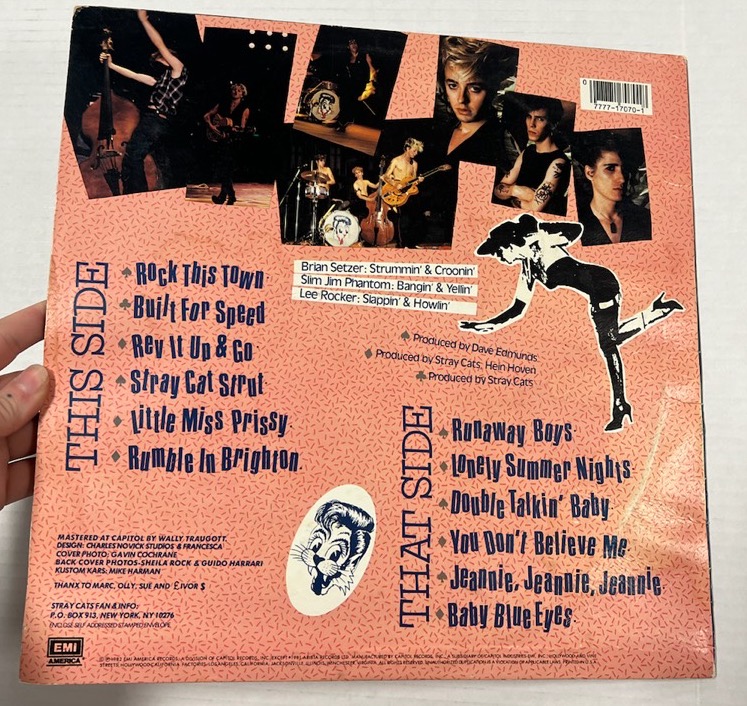 0
7777-17070-1
THIS SIDE
Rock This Town
Built For Speed
Rev It Up & Go
Stray Cat Strut
Little Miss Prissy
Rumble In Brighton
Brian Setzer: Strummin' & Croonin'
Slim Jim Phantom: Bangin' & Yellin'
Lee Rocker: Slappin' & Howlin'
Produced by Dave Edmunds
Produced by Stray Cats, Hein Hoven
Produced by Stray Cats
THAT SIDE
Runaway Boys
Lonely Summer Nights
Double Talkin' Baby
You Don't Believe Me
Jeannie, Jeannie, Jeannie
Baby Blue Eyes
MASTERED AT CAPITOL BY WALLY TRAUGOTT.
DESIGN: CHARLES NOVICK STUDIOS & FRANCESCA
COVER PHOTO: GAVIN COCHRANE
BACK COVER PHOTOS-SHEILA ROCK & GUIDO HARRARI
KUSTOM KARS: MIKE HARMAN
THANX TO MARC, OLLY, SUE AND £IVOR $
STRAY CATS FAN & INFO:
P.O. BOX 913, NEW YORK, NY 10276
ENCLOSE SELF ADDRESSED STAMPED ENVELOPE
EMI
AMERICA